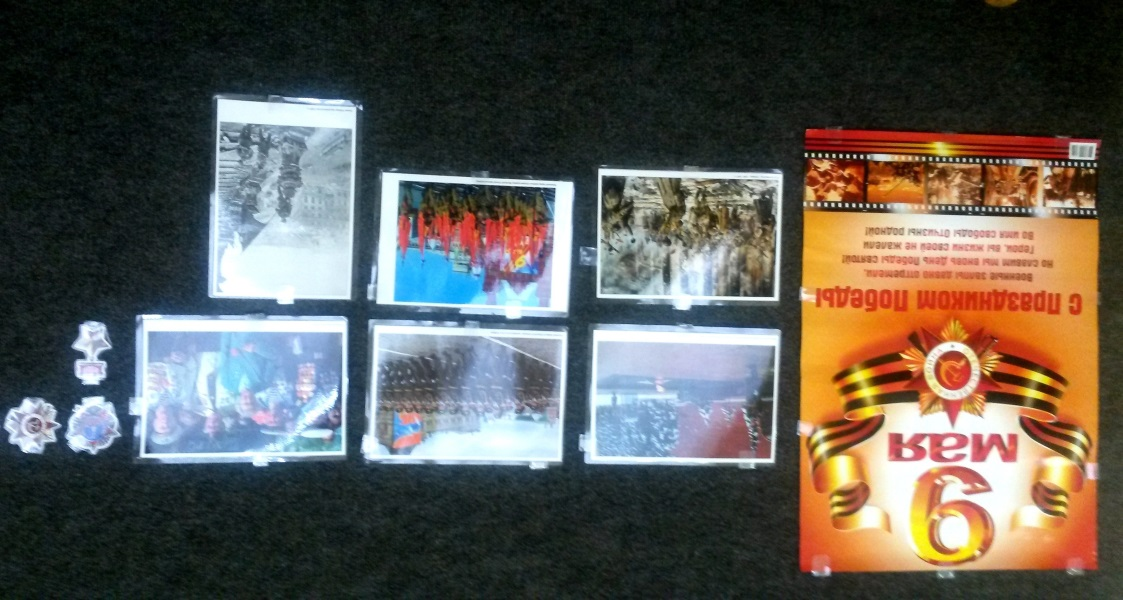 9
мая
С Праздником Победы
Военные залпы давно отгремели,
Но славим мы вновь День Победы святой!
Герои, вы жизни своей не жалели
Во имя свободы Отчизны родной!